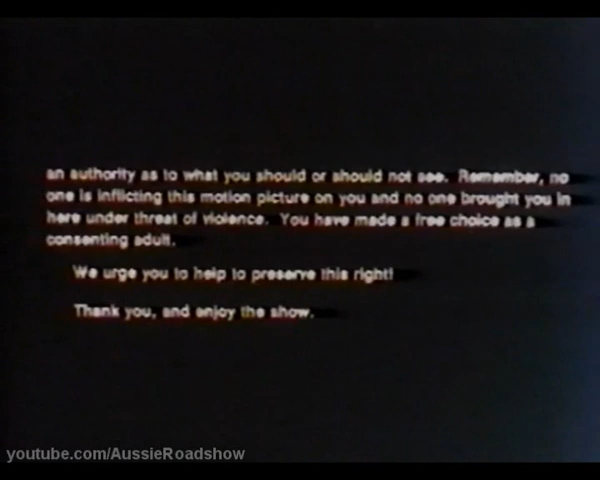 an authority as to what you should or should not see. Remember, no
one is inflicting this motion picture on you and no one brought you in
here under threat of violence. You have made a free choice as a
consenting adult.
We urge you to help to preserve this right!
Thank you, and enjoy the show.
youtube.com/AussieRoadshow